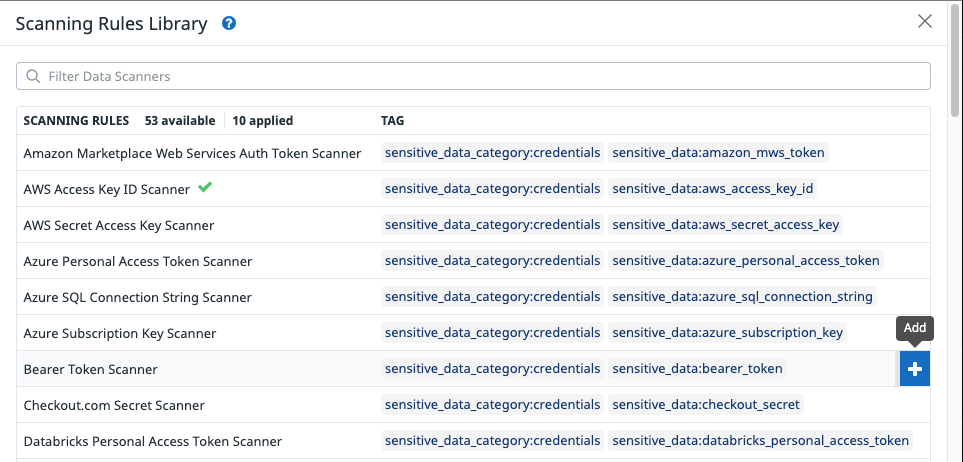 Scanning Rules Library ?
Filter Data Scanners
SCANNING RULES 53 available 10 applied TAG
Amazon Marketplace Web Services Auth Token Scanner sensitive_data_category:credentials sensitive_data:amazon_mws_token
AWS Access Key ID Scanner sensitive_data_category:credentials sensitive_data:aws_access_key_id
AWS Secret Access Key Scanner sensitive_data_category:credentials sensitive_data:aws_secret_access_key
Azure Personal Access Token Scanner sensitive_data_category:credentials sensitive_data:azure_personal_access_token
Azure SQL Connection String Scanner sensitive_data_category:credentials sensitive_data:azure_sql_connection_string
Azure Subscription Key Scanner sensitive_data_category:credentials sensitive_data:azure_subscription_key
Add
Bearer Token Scanner sensitive_data_category:credentials sensitive_data:bearer_token
Checkout.com Secret Scanner sensitive_data_category:credentials sensitive_data:checkout_secret
Databricks Personal Access Token Scanner sensitive_data_category:credentials sensitive_data:databricks_personal_access_token